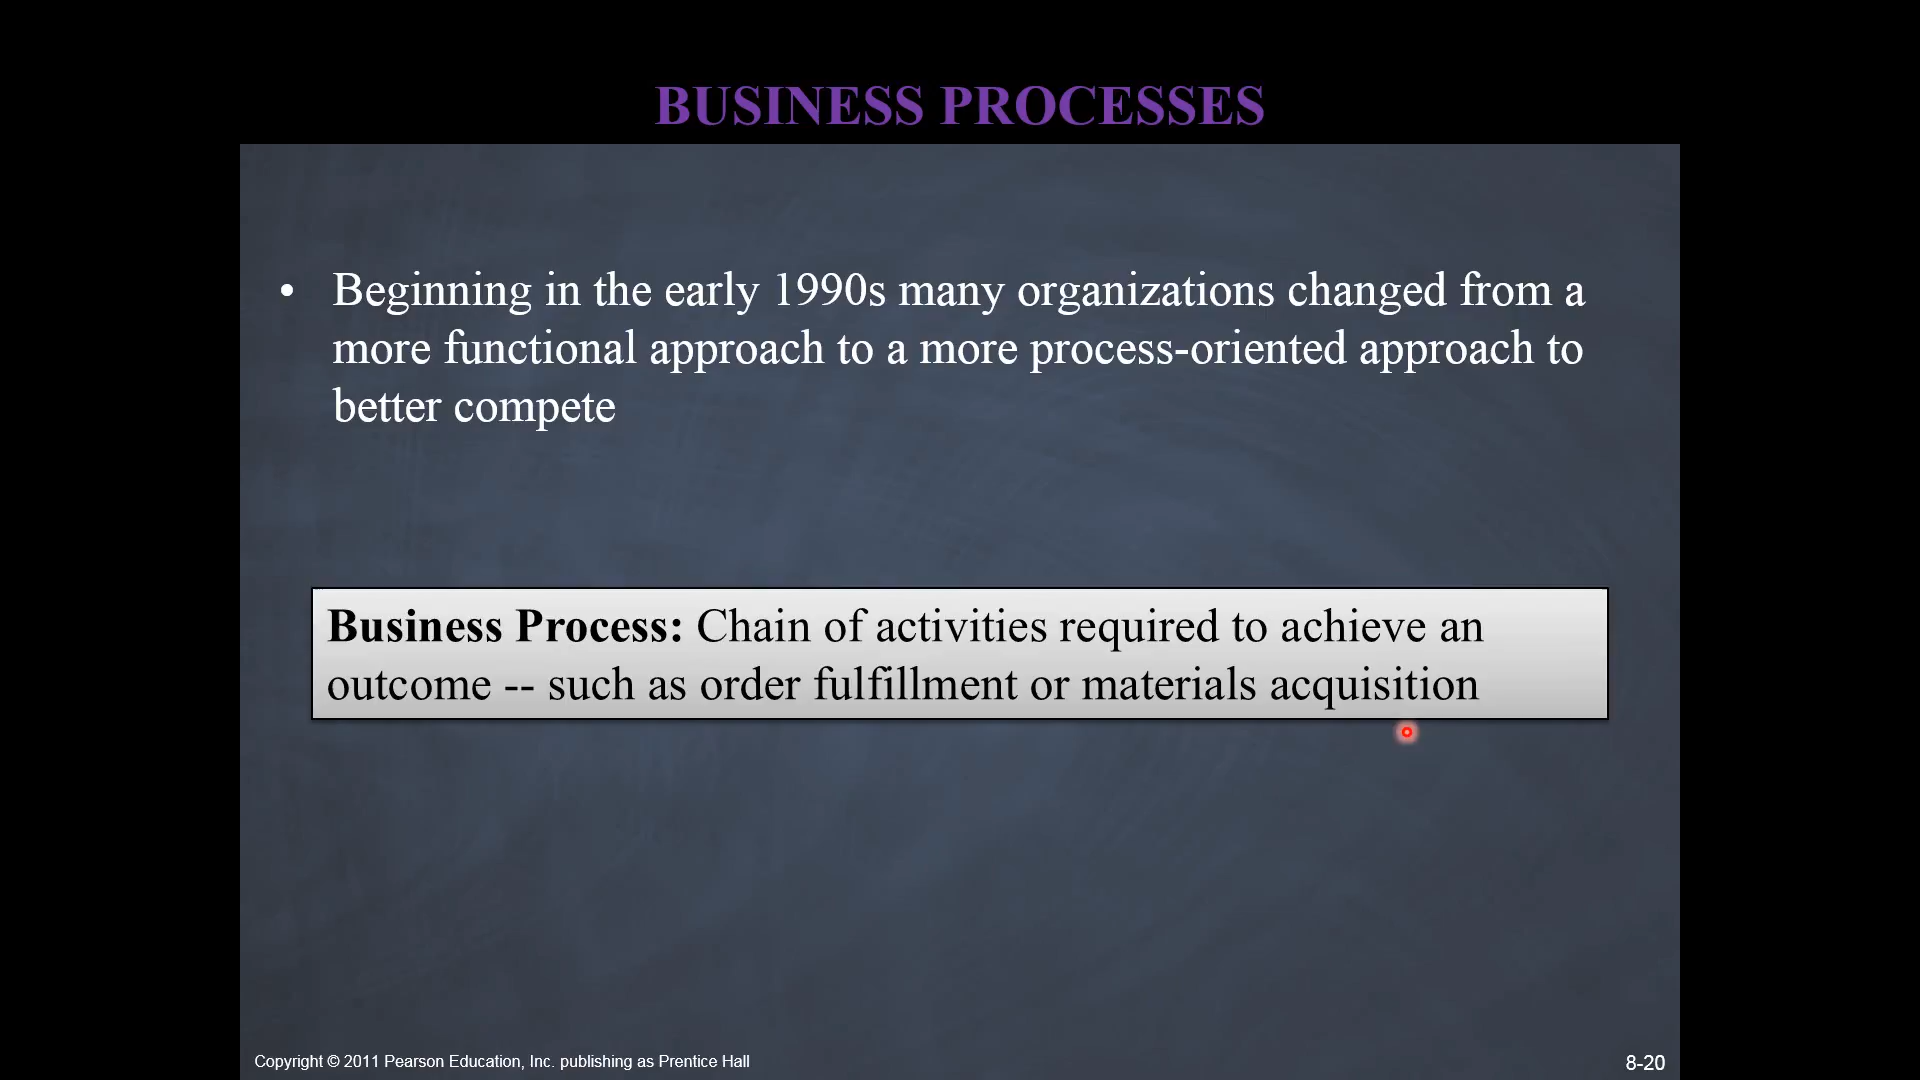 BUSINESS PROCESSES
• Beginning in the early 1990s many organizations changed from a
more functional approach to a more process-oriented approach to
better compete
Business Process: Chain of activities required to achieve an
outcome -- such as order fulfillment or materials acquisition
Copyright © 2011 Pearson Education, Inc. publishing as Prentice Hall
8-20